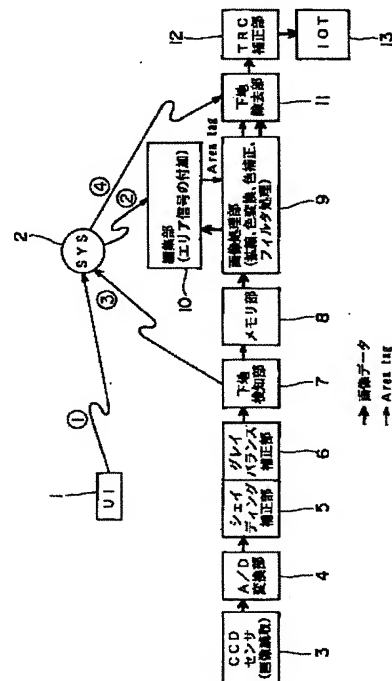 1
UI
①
2
SYS
③
②
④
3
CCD
センサ
(画像読取)
4
A/D
変換部
5
シェイ
ディング
補正部
6
グレイ
バランス
補正部
7
下地
検知部
8
メモリ部
9
画像処理部
(拡縮、色変換、色補正、
フィルタ処理)
10
編集部
(エリア信号の付加)
Area tag
11
下地
除去部
12
TRC
補正部
13
IOT
画像データ
Area tag